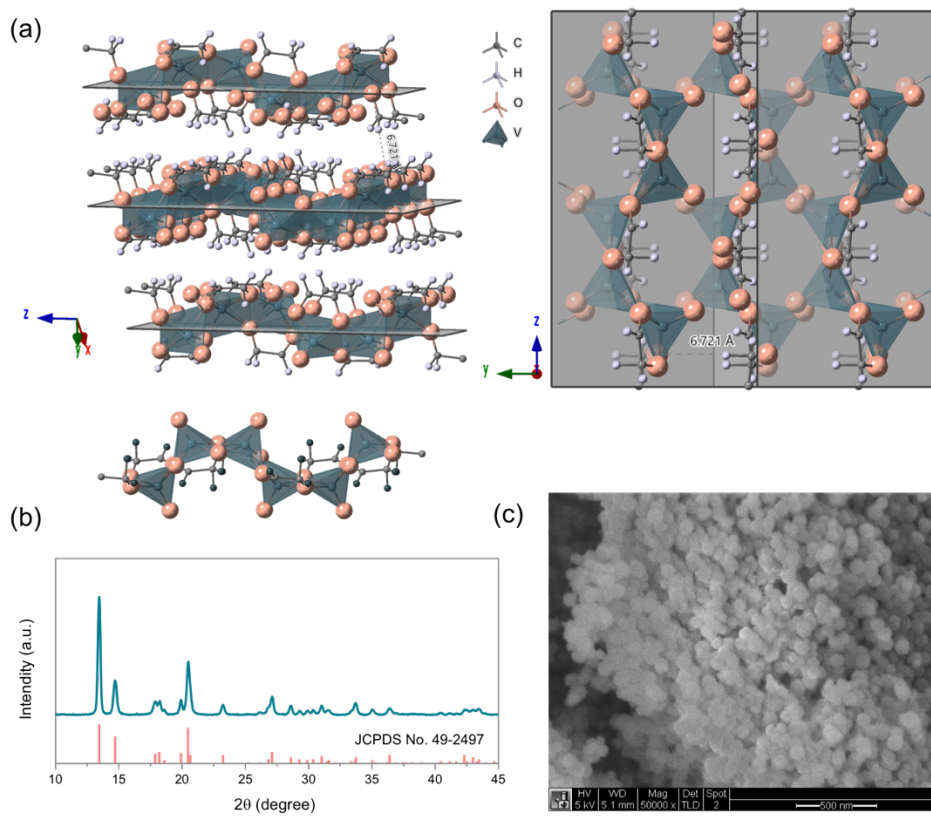 (a)
C
H
O
V
6.721
z
y
x
6.721 Å
z
y
(b)
Intendity (a.u.)
JCPDS No. 49-2497
10 15 20 25 30 35 40 45
2θ (degree)
(c)
HV WD Mag Det Spot
5 kV 5.1 mm 50000 x TLD 2
500 nm